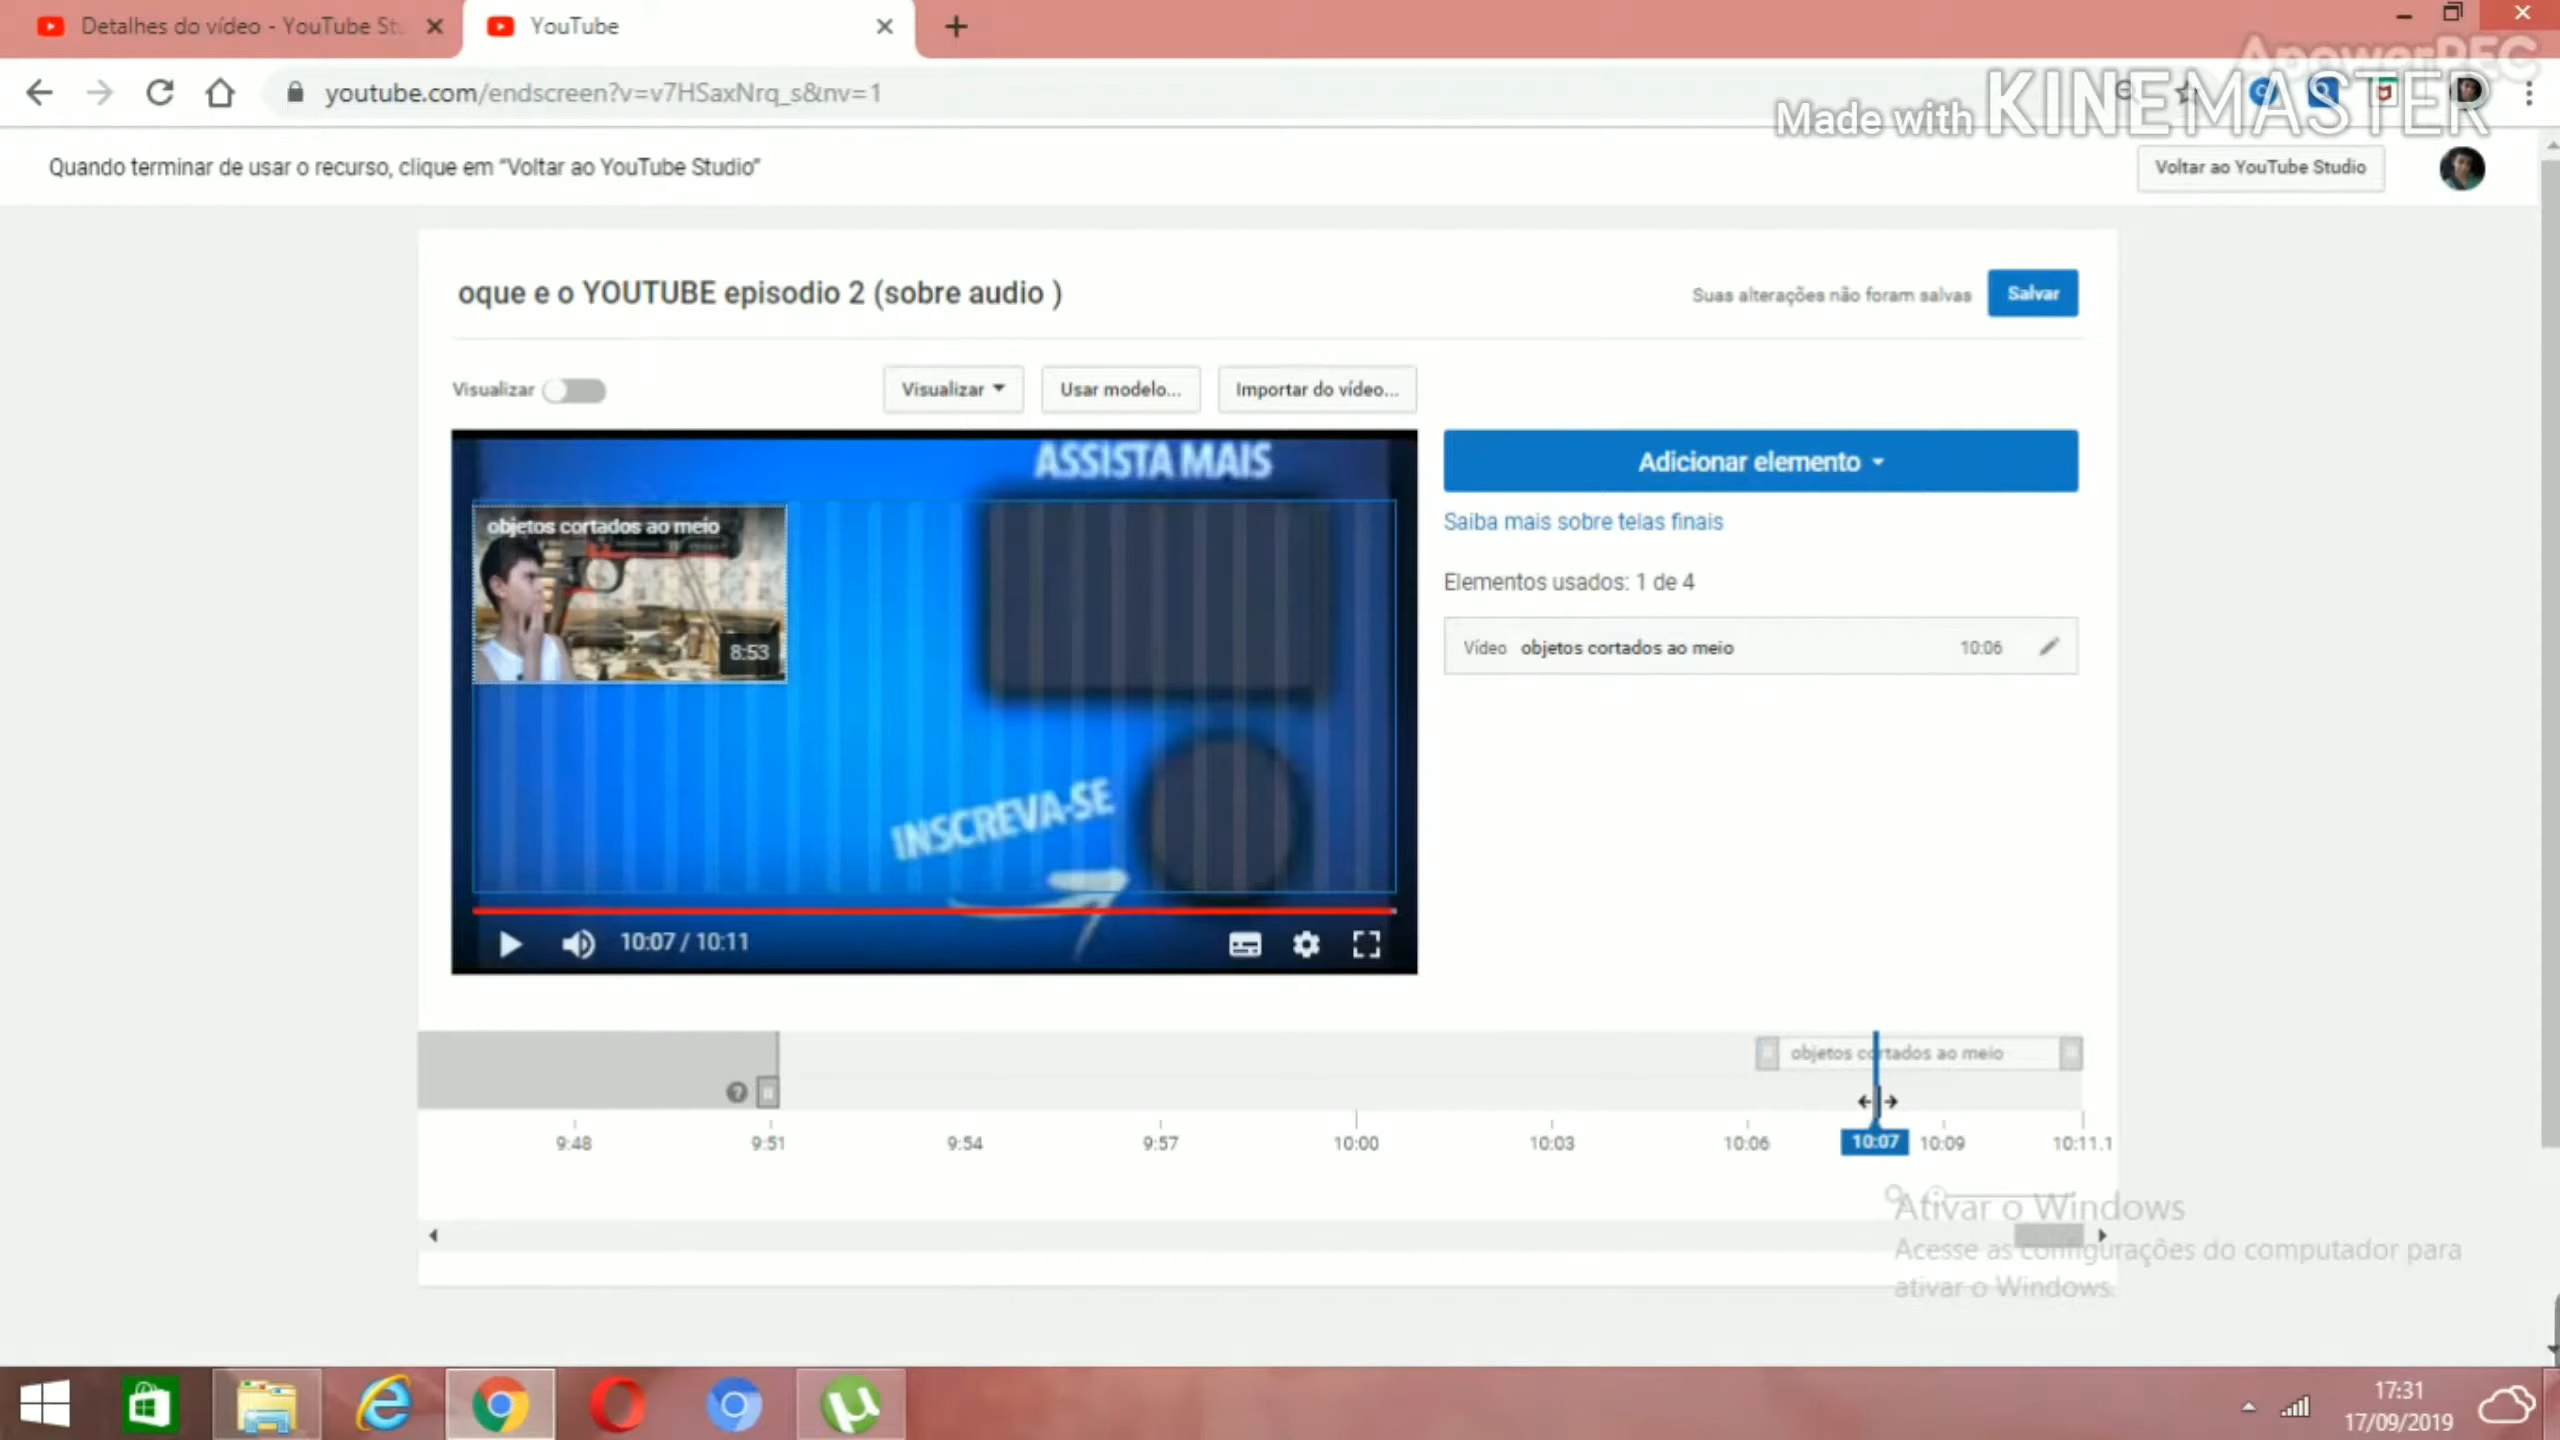 Detalhes do vídeo - YouTube St
YouTube
ApowerREC
youtube.com/endscreen?v=v7HSaxNrq_s&nv=1
Made with KINEMASTER
Quando terminar de usar o recurso, clique em "Voltar ao YouTube Studio"
Voltar ao YouTube Studio
oque e o YOUTUBE episodio 2 (sobre audio )
Suas alterações não foram salvas
Salvar
Visualizar
Visualizar
Usar modelo...
Importar do vídeo...
ASSISTA MAIS
Adicionar elemento
objetos cortados ao meio
Saiba mais sobre telas finais
Elementos usados: 1 de 4
8:53
Vídeo objetos cortados ao meio 10:06
INSCREVA-SE
10:07 / 10:11
objetos cortados ao meio
9:48 9:51 9:54 9:57 10:00 10:03 10:06 10:07 10:09 10:11.1
Ativar o Windows
Acesse as configurações do computador para
ativar o Windows.
17:31
17/09/2019